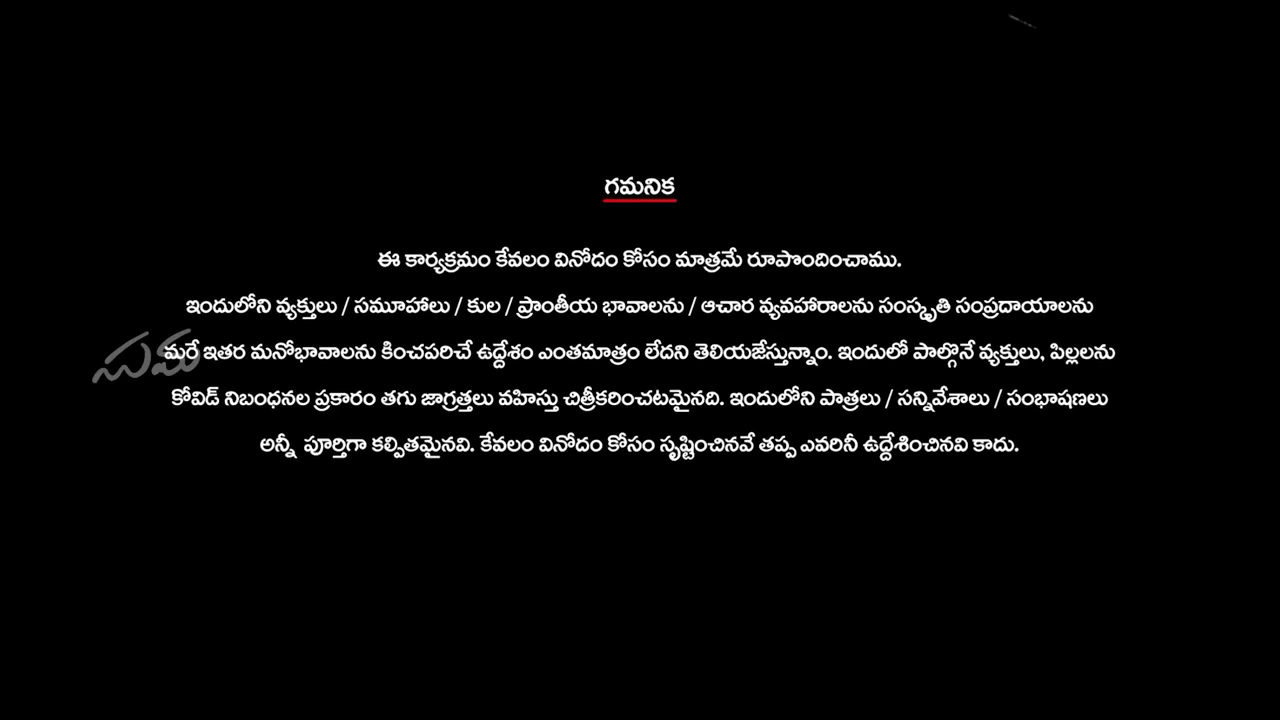 గమనిక
ఈ కార్యక్రమం కేవలం వినోదం కోసం మాత్రమే రూపొందించాము.
ఇందులోని వ్యక్తులు / సమూహాలు / కుల / ప్రాంతీయ భావాలను / ఆచార వ్యవహారాలను సంస్కృతి సంప్రదాయాలను
మరే ఇతర మనోభావాలను కించపరిచే ఉద్దేశం ఎంతమాత్రం లేదని తెలియజేస్తున్నాం. ఇందులో పాల్గొనే వ్యక్తులు, పిల్లలను
కోవిడ్ నిబంధనల ప్రకారం తగు జాగ్రత్తలు వహిస్తు చిత్రీకరించటమైనది. ఇందులోని పాత్రలు / సన్నివేశాలు / సంభాషణలు
అన్నీ పూర్తిగా కల్పితమైనవి. కేవలం వినోదం కోసం సృష్టించినవే తప్ప ఎవరినీ ఉద్దేశించినవి కాదు.